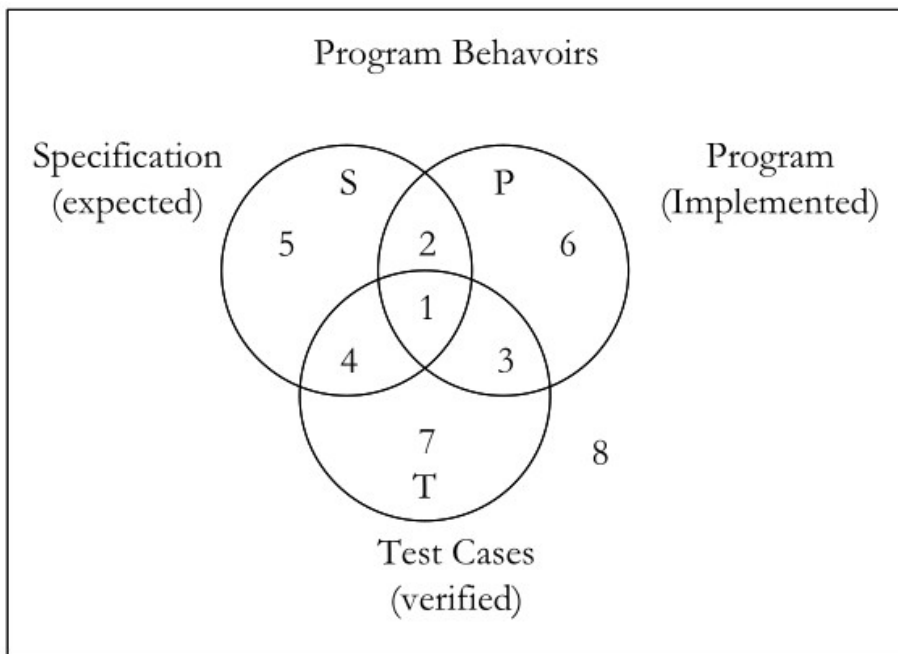 Program Behavoirs
Specification
(expected)
Program
(Implemented)
S
P
5
2
6
1
4
3
7
8
T
Test Cases
(verified)